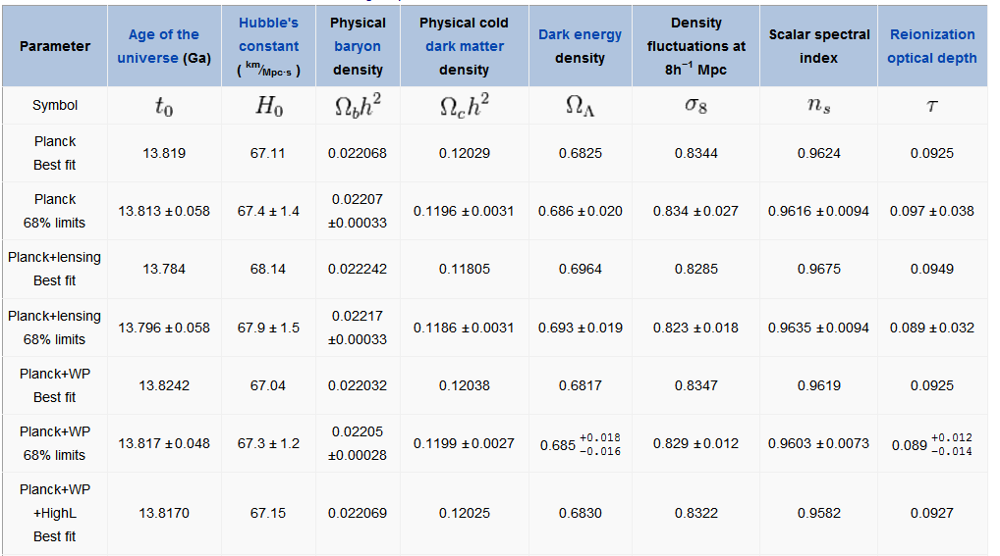 Parameter Age of the universe (Ga) Hubble's constant ( km/Mpc·s ) Physical baryon density Physical cold dark matter density Dark energy density Density fluctuations at 8h−1 Mpc Scalar spectral index Reionization optical depth
Symbol t0 H0 Ωbh2 Ωch2 ΩΛ σ8 ns τ
Planck Best fit 13.819 67.11 0.022068 0.12029 0.6825 0.8344 0.9624 0.0925
Planck 68% limits 13.813 ±0.058 67.4 ± 1.4 0.02207 ±0.00033 0.1196 ±0.0031 0.686 ±0.020 0.834 ±0.027 0.9616 ±0.0094 0.097 ±0.038
Planck+lensing Best fit 13.784 68.14 0.022242 0.11805 0.6964 0.8285 0.9675 0.0949
Planck+lensing 68% limits 13.796 ±0.058 67.9 ± 1.5 0.02217 ±0.00033 0.1186 ±0.0031 0.693 ±0.019 0.823 ±0.018 0.9635 ±0.0094 0.089 ±0.032
Planck+WP Best fit 13.8242 67.04 0.022032 0.12038 0.6817 0.8347 0.9619 0.0925
Planck+WP 68% limits 13.817 ±0.048 67.3 ± 1.2 0.02205 ±0.00028 0.1199 ±0.0027 0.685 +0.018 −0.016 0.829 ±0.012 0.9603 ±0.0073 0.089 +0.012 −0.014
Planck+WP +HighL Best fit 13.8170 67.15 0.022069 0.12025 0.6830 0.8322 0.9582 0.0927